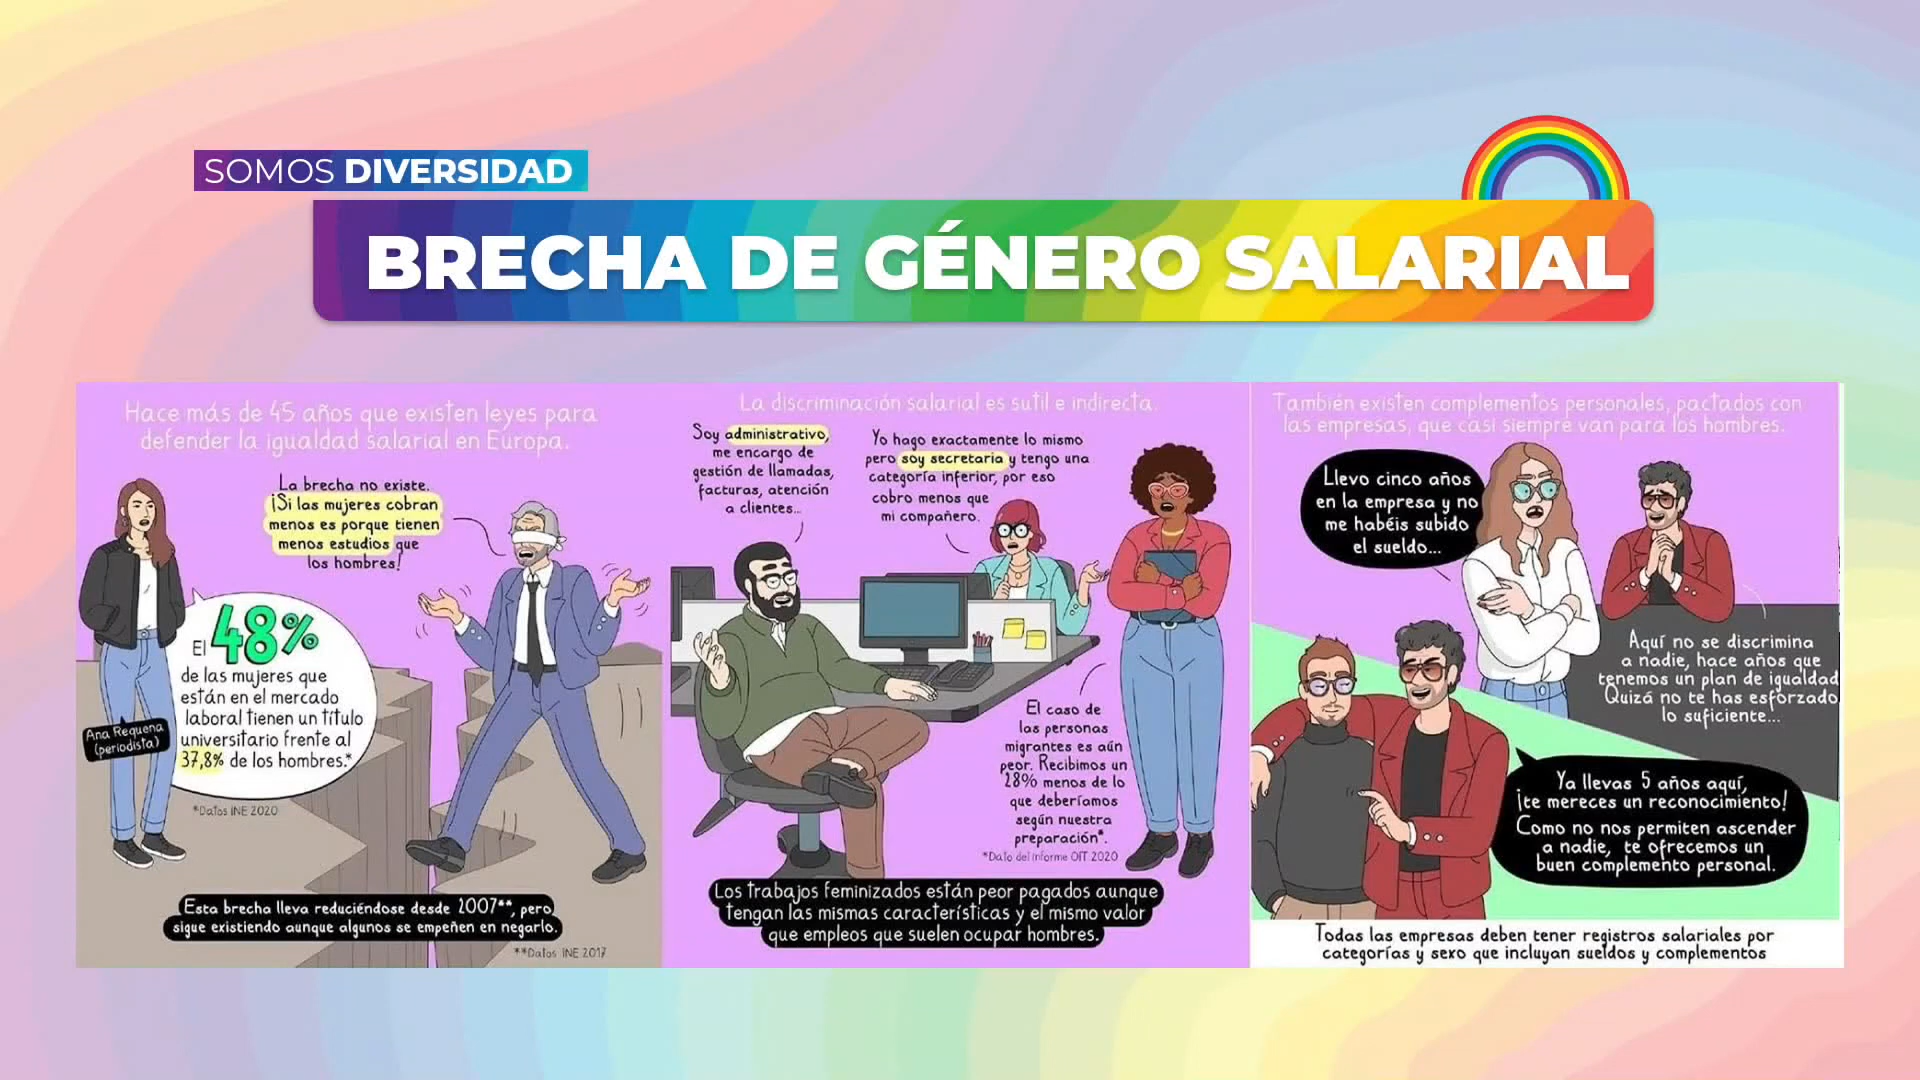 SOMOS DIVERSIDAD
BRECHA DE GÉNERO SALARIAL
Hace más de 45 años que existen leyes para
defender la igualdad salarial en Europa.
La brecha no existe.
¡Si las mujeres cobran
menos es porque tienen
menos estudios que
los hombres!
El 48%
de las mujeres que
están en el mercado
laboral tienen un título
universitario frente al
37,8% de los hombres.*
Ana Requena
(periodista)
*Datos INE 2020
Esta brecha lleva reduciéndose desde 2007**, pero
sigue existiendo aunque algunos se empeñen en negarlo.
**Datos INE 2017
La discriminación salarial es sutil e indirecta.
Soy administrativo,
me encargo de
gestión de llamadas,
facturas, atención
a clientes...
Yo hago exactamente lo mismo
pero soy secretaria y tengo una
categoría inferior, por eso
cobro menos que
mi compañero.
El caso de
las personas
migrantes es aún
peor. Recibimos un
28% menos de lo
que deberíamos
según nuestra
preparación*.
*Dato del informe OIT 2020
Los trabajos feminizados están peor pagados aunque
tengan las mismas características y el mismo valor
que empleos que suelen ocupar hombres.
También existen complementos personales, pactados con
las empresas, que casi siempre van para los hombres.
Llevo cinco años
en la empresa y no
me habéis subido
el sueldo...
Aquí no se discrimina
a nadie, hace años que
tenemos un plan de igualdad
Quizá no te has esforzado
lo suficiente...
Ya llevas 5 años aquí,
¡te mereces un reconocimiento!
Como no nos permiten ascender
a nadie, te ofrecemos un
buen complemento personal.
Todas las empresas deben tener registros salariales por
categorías y sexo que incluyan sueldos y complementos